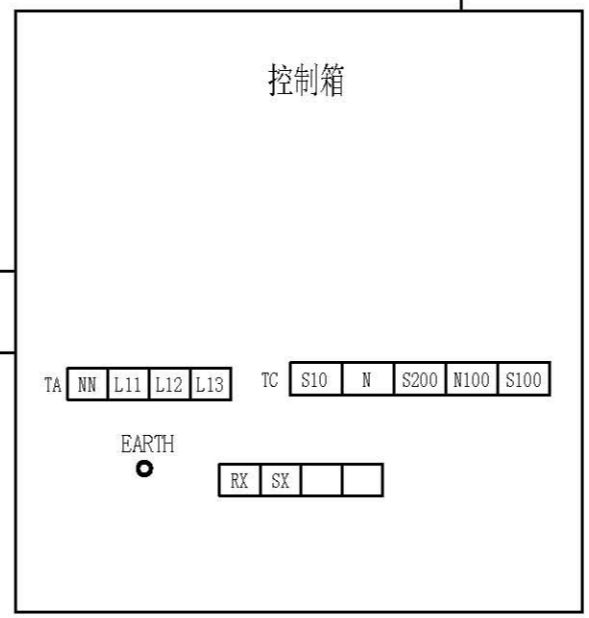 控制箱
TA NN L11 L12 L13
TC S10 N S200 N100 S100
EARTH
RX SX